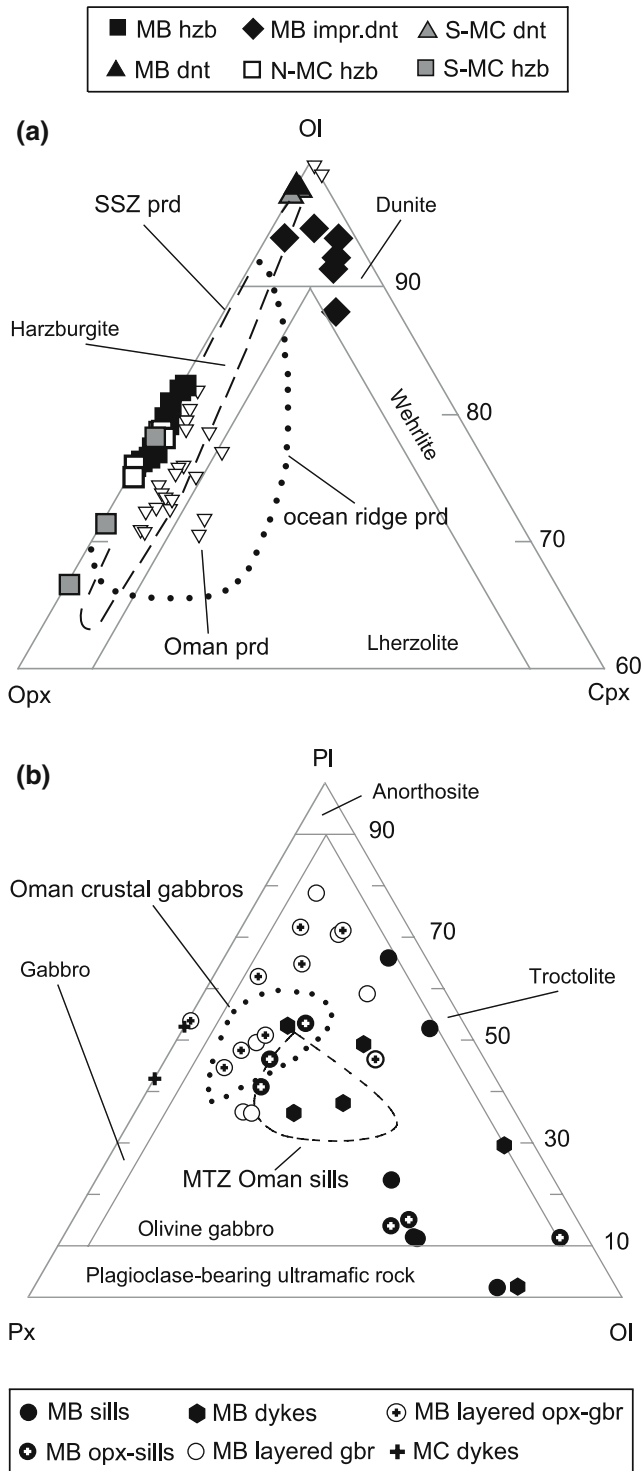 MB hzb MB impr.dnt S-MC dnt
MB dnt N-MC hzb S-MC hzb
(a)
Ol
SSZ prd
Dunite
90
Harzburgite
80
Wehrlite
ocean ridge prd
70
Oman prd
Lherzolite
60
Opx
Cpx
(b)
Pl
Anorthosite
90
Oman crustal gabbros
70
Gabbro
Troctolite
50
30
MTZ Oman sills
Olivine gabbro
10
Plagioclase-bearing ultramafic rock
Px
Ol
MB sills MB dykes MB layered opx-gbr
MB opx-sills MB layered gbr MC dykes